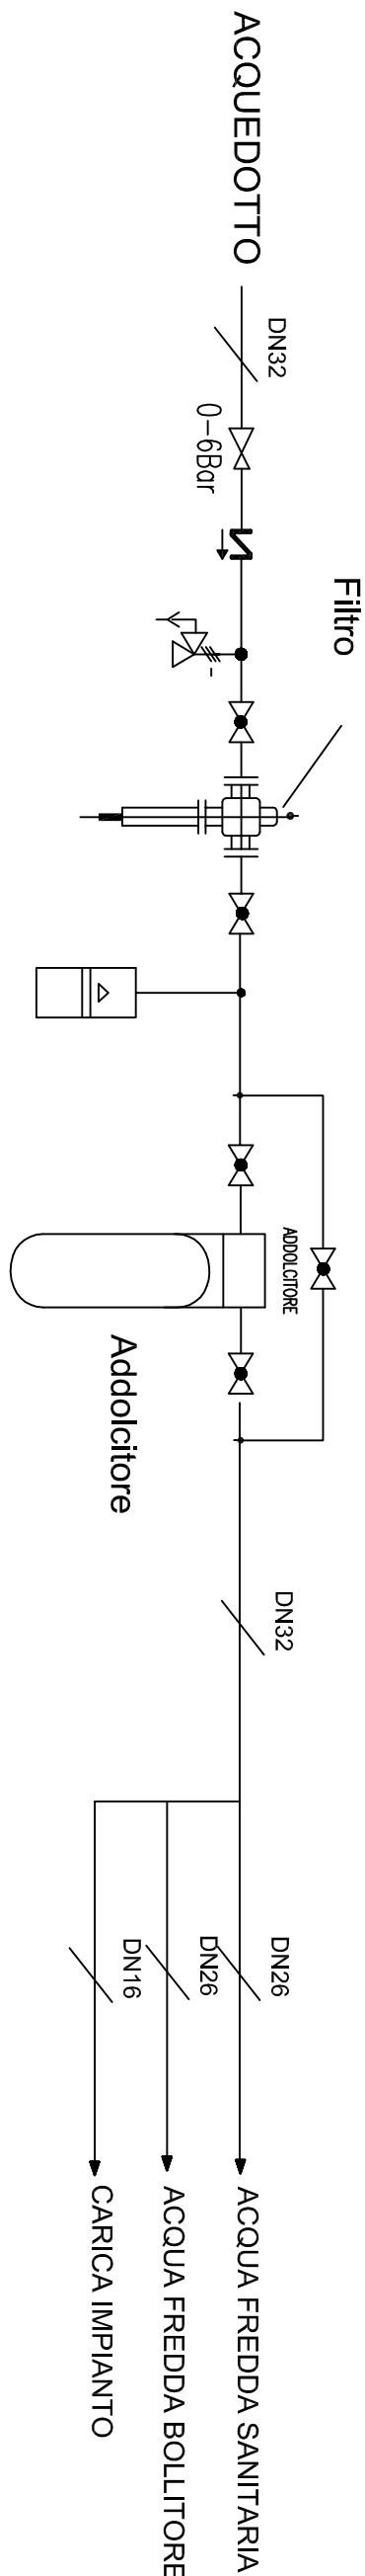 ACQUEDOTTO
DN32
0-6Bar
Filtro
ADDOLCITORE
Addolcitore
DN32
DN26
DN26
DN16
ACQUA FREDDA SANITARIA
ACQUA FREDDA BOLLITORE
CARICA IMPIANTO